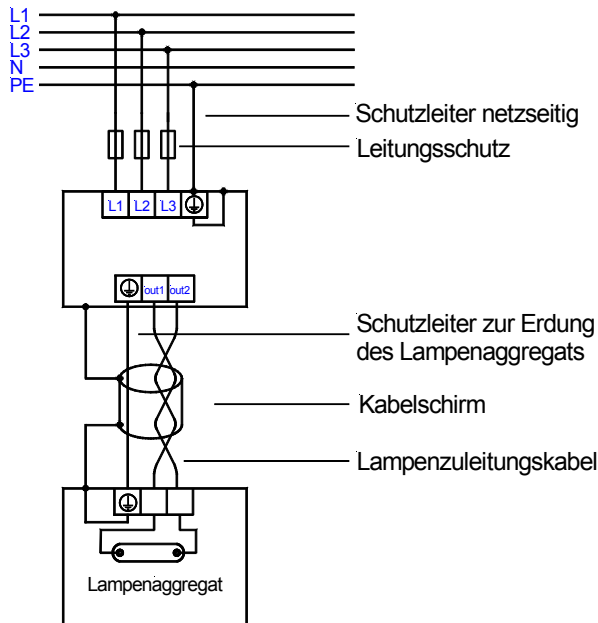 L1
L2
L3
N
PE
Schutzleiter netzseitig
Leitungsschutz
L1 L2 L3
out1 out2
Schutzleiter zur Erdung
des Lampenaggregats
Kabelschirm
Lampenzuleitungskabel
Lampenaggregat